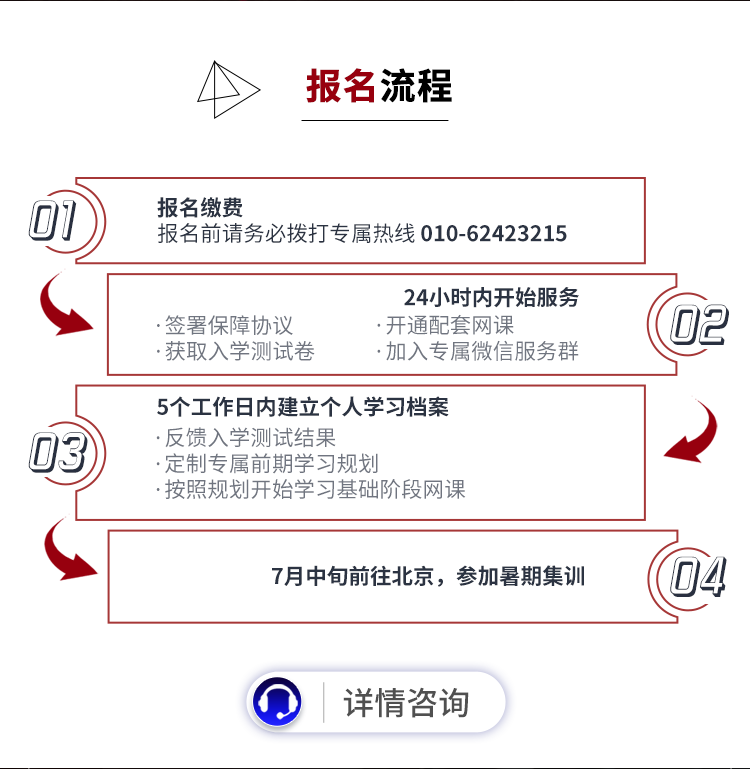 报名流程
01
报名缴费
报名前请务必拨打专属热线 010-62423215
24小时内开始服务
·签署保障协议 ·开通配套网课
·获取入学测试卷 ·加入专属微信服务群
02
5个工作日内建立个人学习档案
·反馈入学测试结果
03
·定制专属前期学习规划
·按照规划开始学习基础阶段网课
7月中旬前往北京，参加暑期集训
04
详情咨询